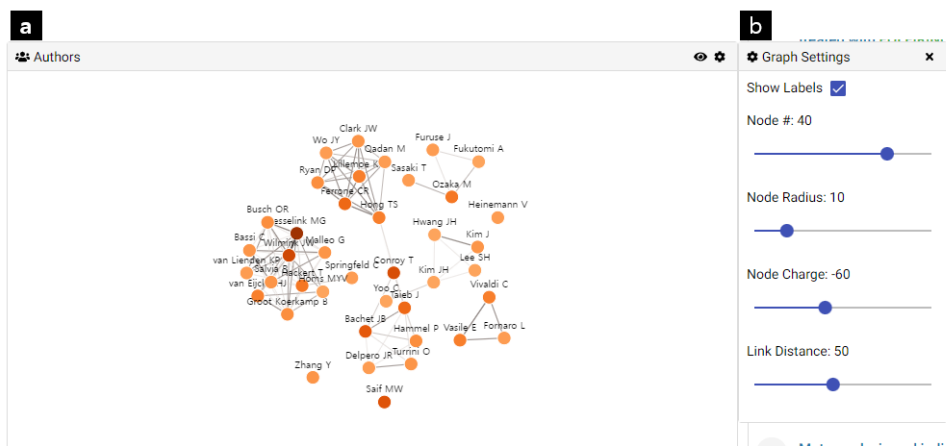 a
b
Authors
Graph Settings
Show Labels
Node #: 40
Node Radius: 10
Node Charge: -60
Link Distance: 50
Clark JW
Wo JY
Qadan M
Ryan DP
Lillemoe K
Ferrone CR
Hong TS
Furuse J
Fukutomi A
Sasaki T
Ozaka M
Heinemann V
Hwang JH
Kim J
Lee SH
Kim JH
Busch OR
esselink MG
Bassi C
Wilmink JW
Malleo G
van Lienden KP
Salvia R
Hackert T
van Eijck HJ
Homs MYV
Groot Koerkamp B
Springfeld C
Conroy T
Yoo C
Taieb J
Bachet JB
Hammel P
Delpero JR
Turrini O
Vivaldi C
Vasile E
Fornaro L
Zhang Y
Saif MW